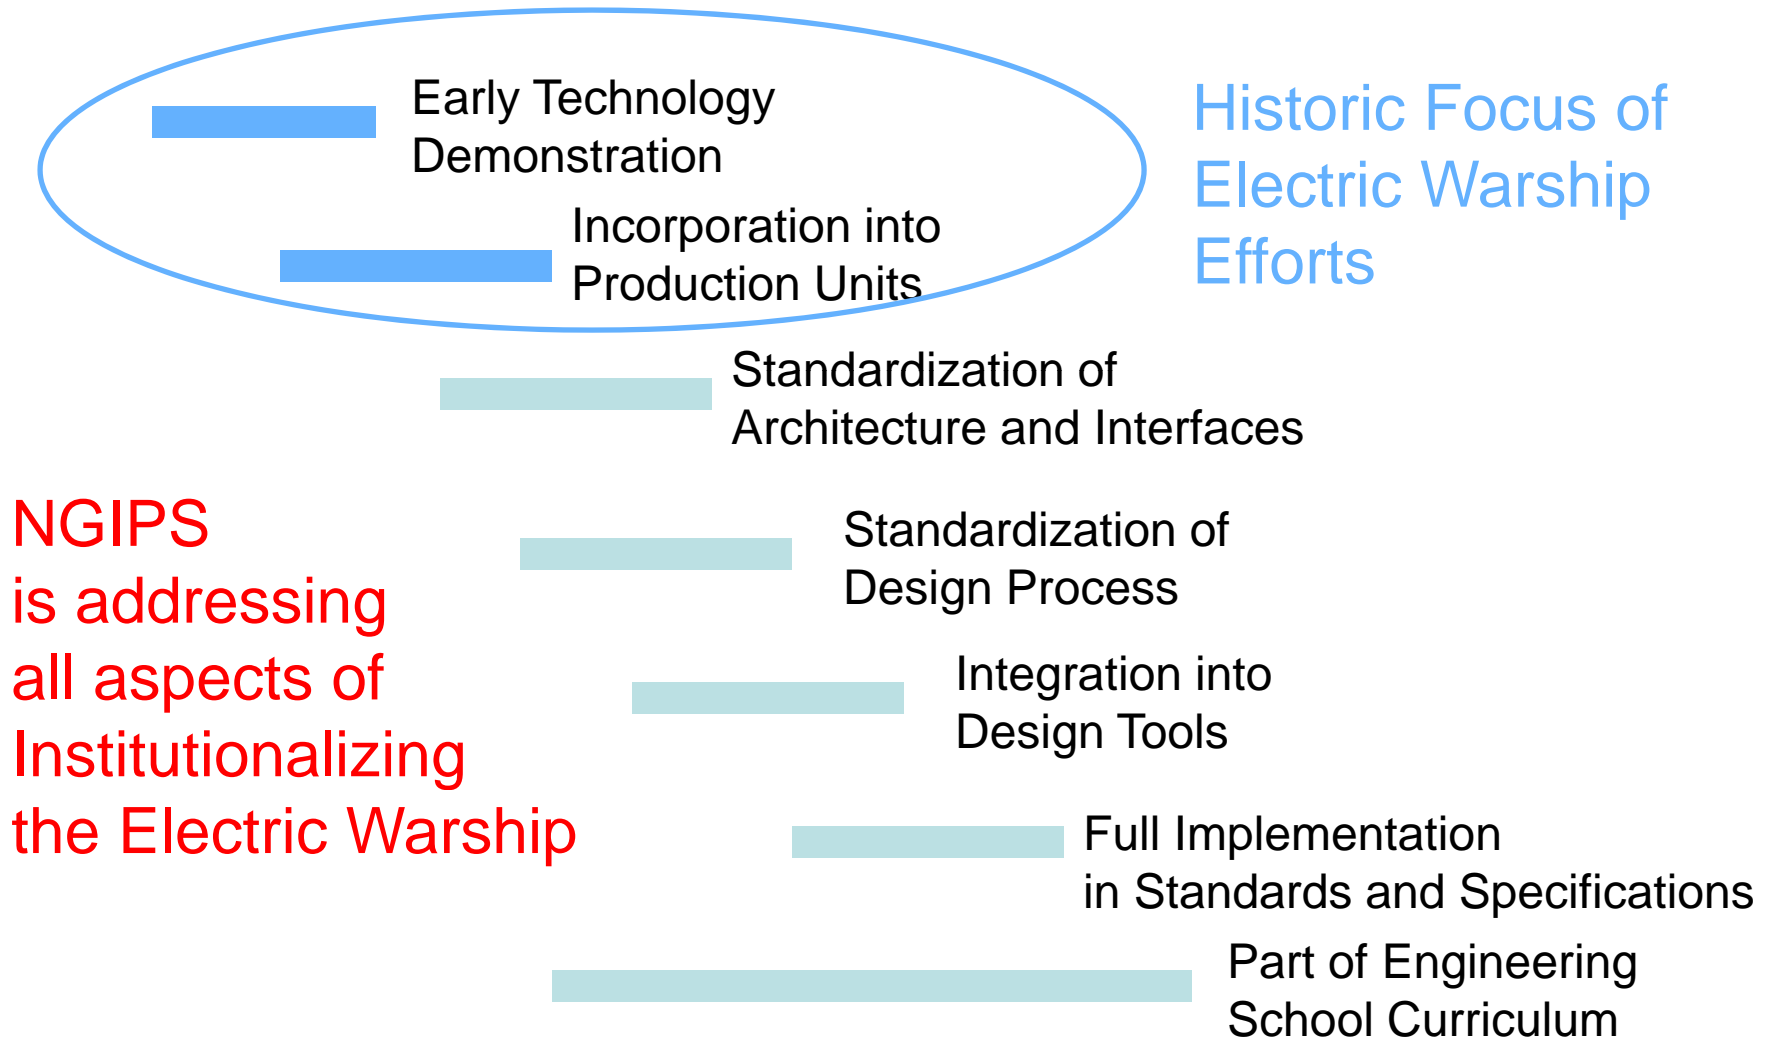 Early Technology
Demonstration
Historic Focus of
Electric Warship
Efforts
Incorporation into
Production Units
Standardization of
Architecture and Interfaces
NGIPS
is addressing
all aspects of
Institutionalizing
the Electric Warship
Standardization of
Design Process
Integration into
Design Tools
Full Implementation
in Standards and Specifications
Part of Engineering
School Curriculum